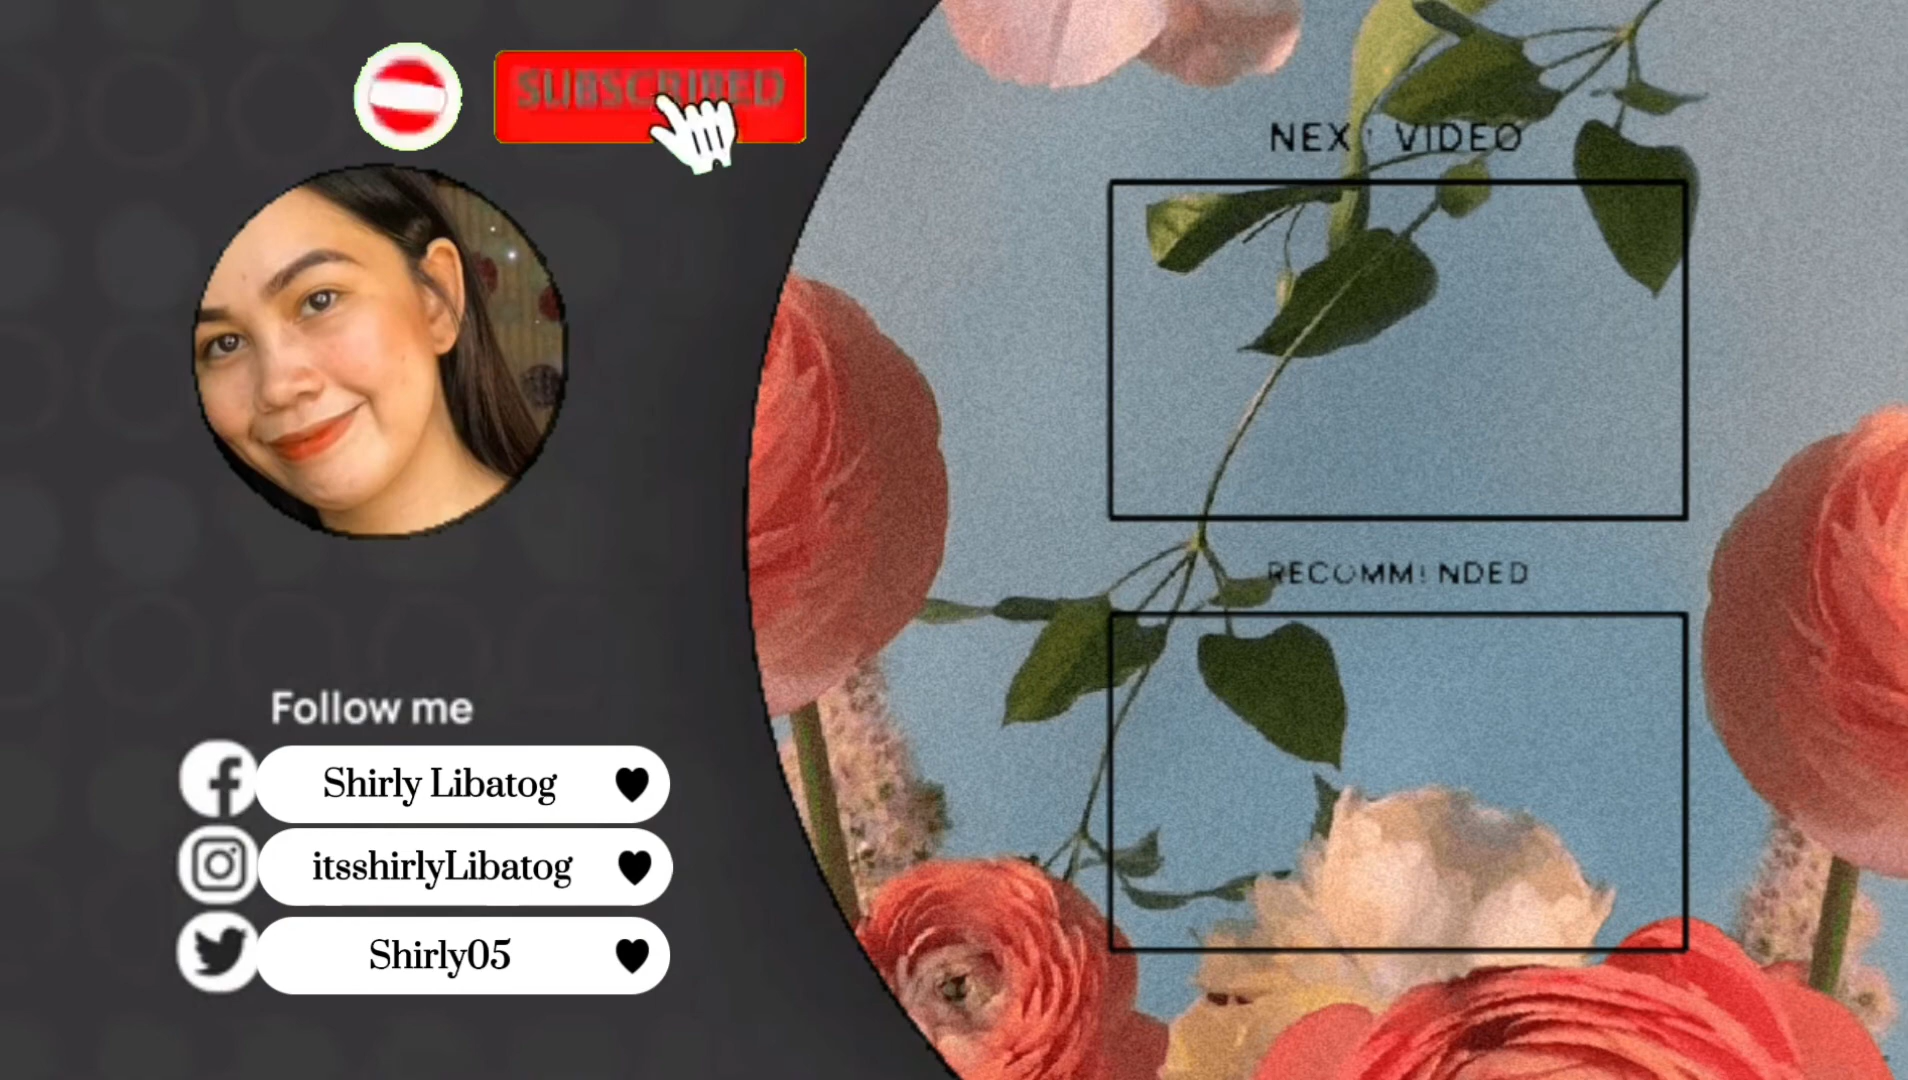 SUBSCRIBED
NEXT VIDEO
RECOMMENDED
Follow me
Shirly Libatog
itsshirlyLibatog
Shirly05